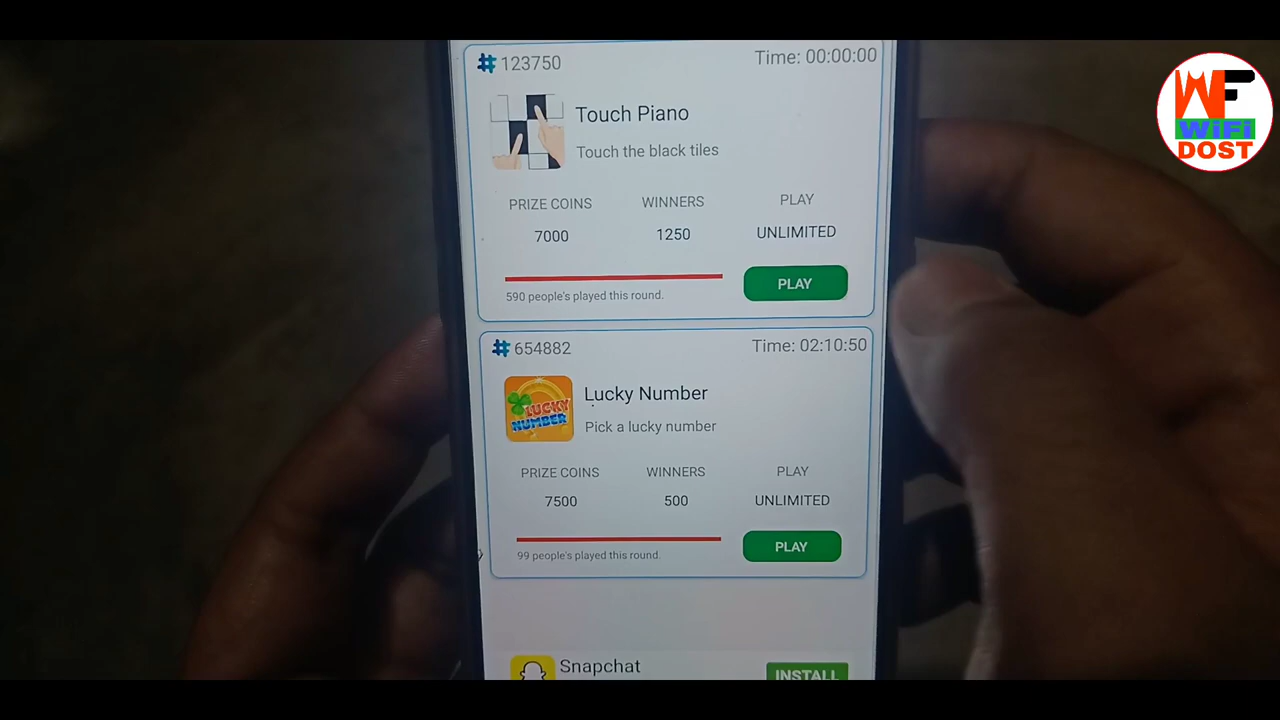 #123750
Time: 00:00:00
Touch Piano
Touch the black tiles
PRIZE COINS WINNERS PLAY
7000 1250 UNLIMITED
590 people's played this round.
PLAY
#654882
Time: 02:10:50
LUCKY NUMBER
Lucky Number
Pick a lucky number
PRIZE COINS WINNERS PLAY
7500 500 UNLIMITED
99 people's played this round.
PLAY
Snapchat
INSTALL
WF
WiFi
DOST